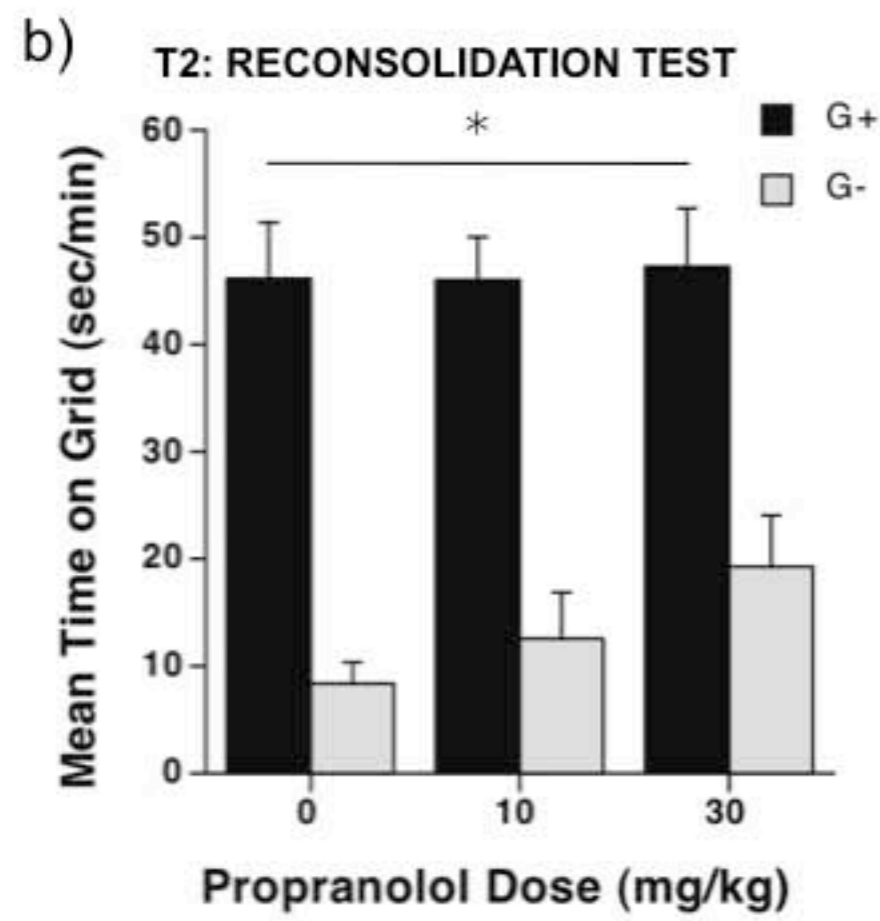 b)
T2: RECONSOLIDATION TEST
*
G+
G-
Mean Time on Grid (sec/min)
60
50
40
30
20
10
0
0 10 30
Propranolol Dose (mg/kg)